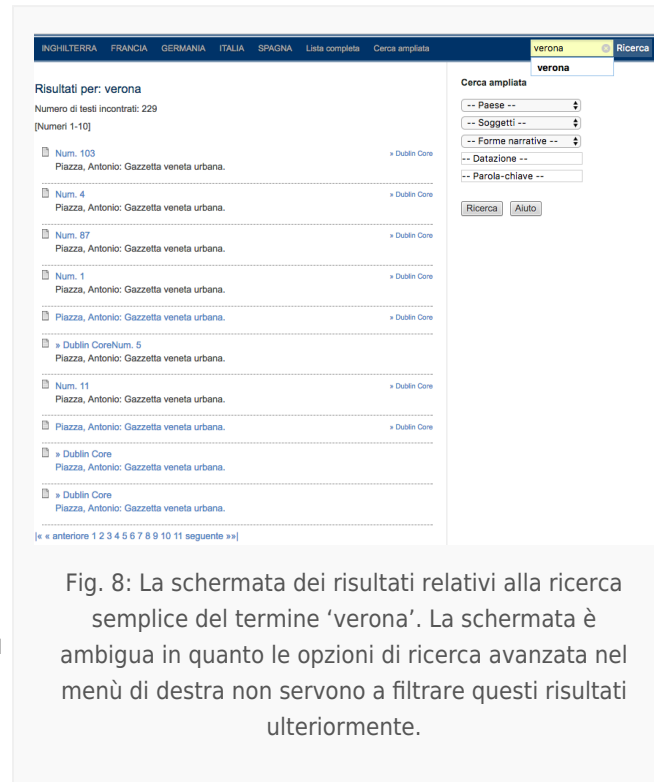 INGHILTERRA FRANCIA GERMANIA ITALIA SPAGNA Lista completa Cerca ampliata verona Ricerca
verona
Risultati per: verona
Numero di testi incontrati: 229
[Numeri 1-10]
Num. 103 » Dublin Core
Piazza, Antonio: Gazzetta veneta urbana.
Num. 4 » Dublin Core
Piazza, Antonio: Gazzetta veneta urbana.
Num. 87 » Dublin Core
Piazza, Antonio: Gazzetta veneta urbana.
Num. 1 » Dublin Core
Piazza, Antonio: Gazzetta veneta urbana.
Piazza, Antonio: Gazzetta veneta urbana. » Dublin Core
» Dublin CoreNum. 5
Piazza, Antonio: Gazzetta veneta urbana.
Num. 11 » Dublin Core
Piazza, Antonio: Gazzetta veneta urbana.
Piazza, Antonio: Gazzetta veneta urbana. » Dublin Core
» Dublin Core
Piazza, Antonio: Gazzetta veneta urbana.
» Dublin Core
Piazza, Antonio: Gazzetta veneta urbana.
|« « anteriore 1 2 3 4 5 6 7 8 9 10 11 seguente »»|
Cerca ampliata
-- Paese --
-- Soggetti --
-- Forme narrative --
-- Datazione --
-- Parola-chiave --
Ricerca Aiuto
Fig. 8: La schermata dei risultati relativi alla ricerca
semplice del termine ‘verona’. La schermata è
ambigua in quanto le opzioni di ricerca avanzata nel
menù di destra non servono a filtrare questi risultati
ulteriormente.